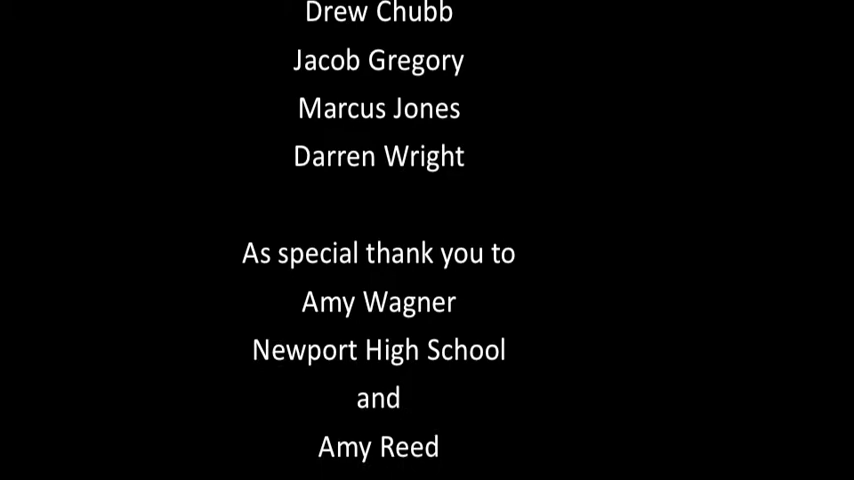 Drew Chubb
Jacob Gregory
Marcus Jones
Darren Wright
As special thank you to
Amy Wagner
Newport High School
and
Amy Reed